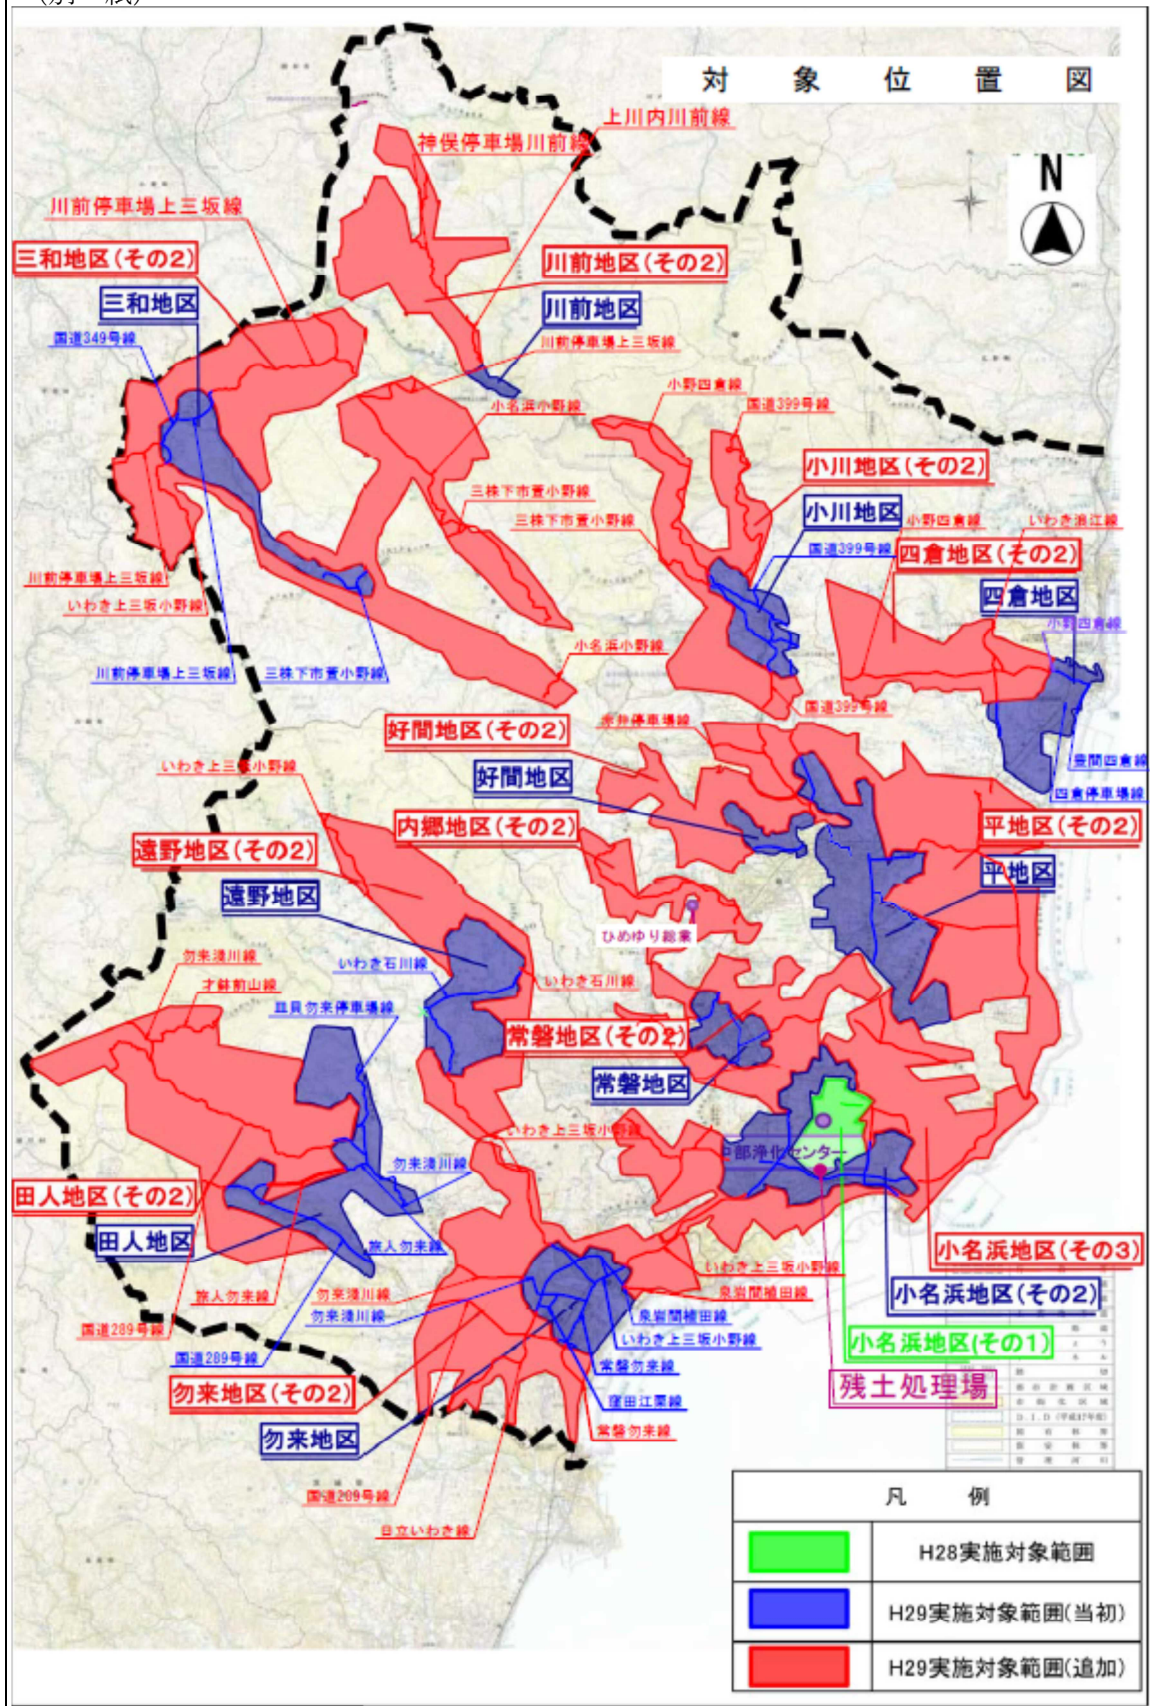 (別 紙)
対 象 位 置 図
上川内川前線
神俣停車場川前線
N
川前停車場上三坂線
三和地区(その2)
川前地区(その2)
三和地区
川前地区
国道349号線
川前停車場上三坂線
小野四倉線
小名浜小野線
国道399号線
小川地区(その2)
三株下市萱小野線
小川地区
三株下市萱小野線
小野四倉線
いわき浪江線
国道399号線
四倉地区(その2)
川前停車場上三坂線
四倉地区
いわき上三坂小野線
小野四倉線
小名浜小野線
川前停車場上三坂線
三株下市萱小野線
国道399号線
赤井停車場線
好間地区(その2)
豊間四倉線
いわき上三坂小野線
好間地区
四倉停車場線
内郷地区(その2)
平地区(その2)
遠野地区(その2)
平地区
遠野地区
ひめゆり総業
勿来浅川線
いわき石川線
才鉢前山線
いわき石川線
皿貝勿来停車場線
常磐地区(その2)
常磐地区
いわき上三坂小野線
中部浄化センター
勿来浅川線
田人地区(その2)
田人地区
旅人勿来線
小名浜地区(その3)
いわき上三坂小野線
旅人勿来線
勿来浅川線
泉岩間植田線
小名浜地区(その2)
勿来浅川線
泉岩間植田線
国道289号線
いわき上三坂小野線
小名浜地区(その1)
国道289号線
常磐勿来線
残土処理場
勿来地区(その2)
窪田江栗線
勿来地区
常磐勿来線
国道289号線
日立いわき線
凡 例
H28実施対象範囲
H29実施対象範囲(当初)
H29実施対象範囲(追加)